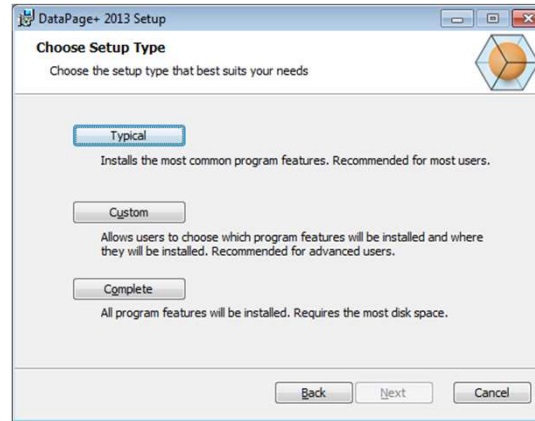 DataPage+ 2013 Setup
Choose Setup Type
Choose the setup type that best suits your needs
Typical
Installs the most common program features. Recommended for most users.
Custom
Allows users to choose which program features will be installed and where
they will be installed. Recommended for advanced users.
Complete
All program features will be installed. Requires the most disk space.
Back Next Cancel